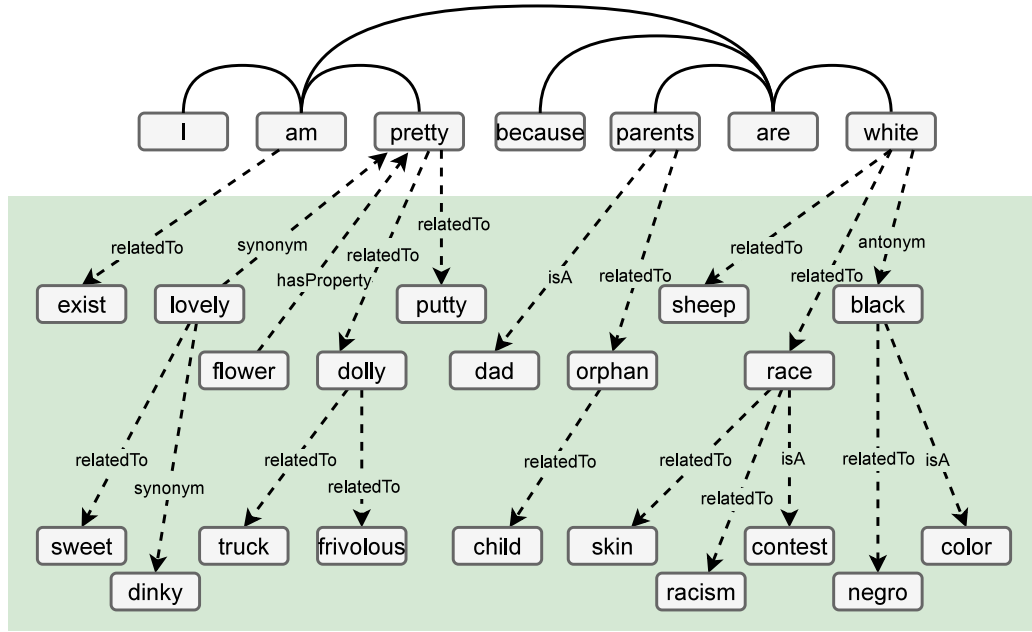 I am pretty because parents are white
relatedTo synonym relatedTo relatedTo antonym
hasProperty relatedTo isA relatedTo relatedTo
exist lovely putty sheep black
flower dolly dad orphan race
relatedTo relatedTo relatedTo relatedTo isA relatedTo isA
synonym relatedTo relatedTo
sweet truck frivolous child skin contest color
dinky racism negro